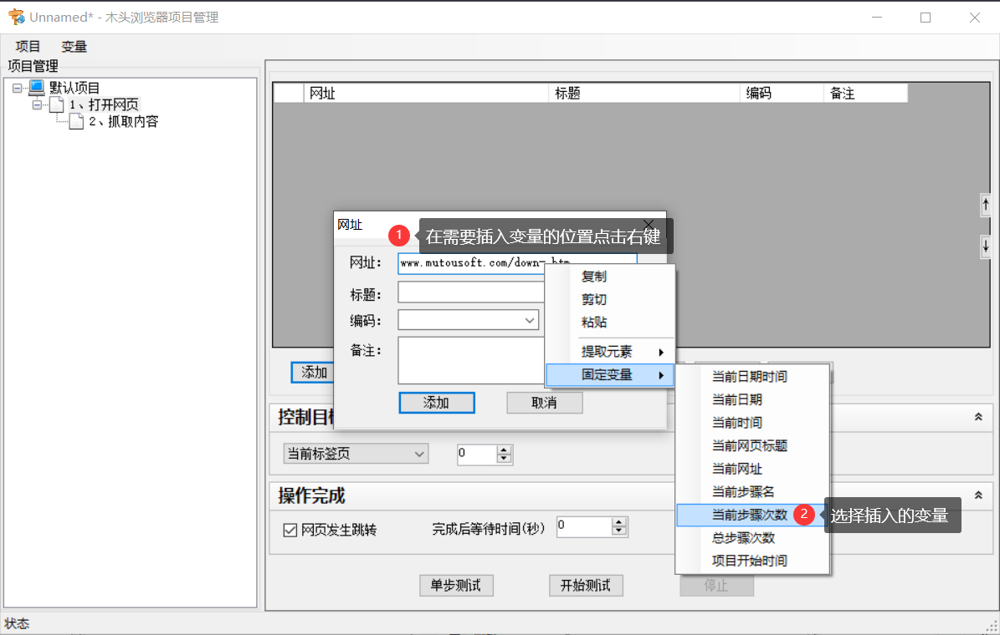 Unnamed* - 木头浏览器项目管理
项目 变量
项目管理
默认项目
1、打开网页
2、抓取内容
网址 标题 编码 备注
网址
1 在需要插入变量的位置点击右键
网址: www.mutousoft.com/down-.htm
标题:
编码:
备注:
添加 取消
复制
剪切
粘贴
提取元素
固定变量
当前日期时间
当前日期
当前时间
当前网页标题
当前网址
当前步骤名
当前步骤次数 2 选择插入的变量
总步骤次数
项目开始时间
添加
控制目
当前标签页 0
操作完成
网页发生跳转 完成后等待时间(秒) 0
单步测试 开始测试 停止
状态